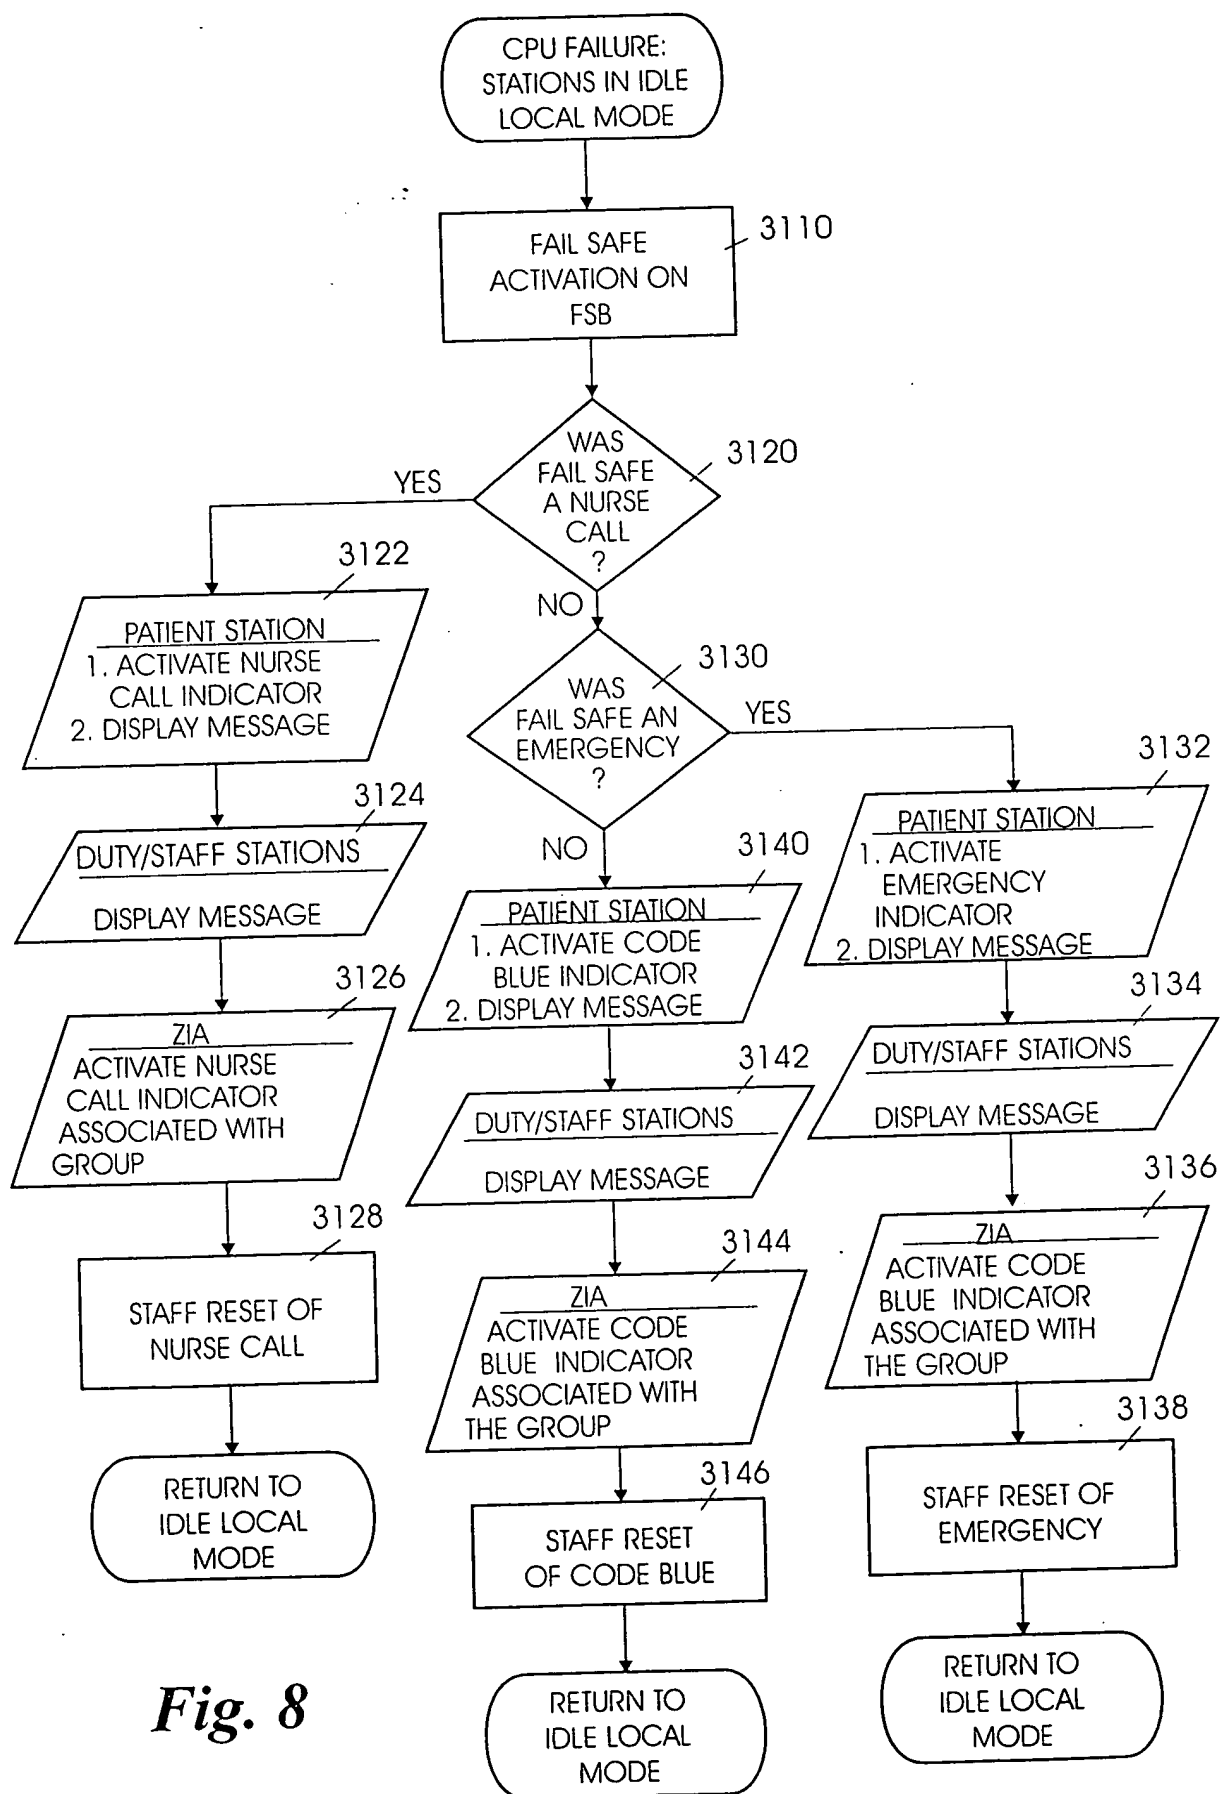 CPU FAILURE:
STATIONS IN IDLE
LOCAL MODE
3110
FAIL SAFE
ACTIVATION ON
FSB
3120
WAS
FAIL SAFE
A NURSE
CALL
?
YES
NO
3122
PATIENT STATION
1. ACTIVATE NURSE
CALL INDICATOR
2. DISPLAY MESSAGE
3124
DUTY/STAFF STATIONS
DISPLAY MESSAGE
3126
ZIA
ACTIVATE NURSE
CALL INDICATOR
ASSOCIATED WITH
GROUP
3128
STAFF RESET OF
NURSE CALL
RETURN TO
IDLE LOCAL
MODE
3130
WAS
FAIL SAFE AN
EMERGENCY
?
YES
NO
3140
PATIENT STATION
1. ACTIVATE CODE
BLUE INDICATOR
2. DISPLAY MESSAGE
3142
DUTY/STAFF STATIONS
DISPLAY MESSAGE
3144
ZIA
ACTIVATE CODE
BLUE INDICATOR
ASSOCIATED WITH
THE GROUP
3146
STAFF RESET
OF CODE BLUE
RETURN TO
IDLE LOCAL
MODE
3132
PATIENT STATION
1. ACTIVATE
EMERGENCY
INDICATOR
2. DISPLAY MESSAGE
3134
DUTY/STAFF STATIONS
DISPLAY MESSAGE
3136
ZIA
ACTIVATE CODE
BLUE INDICATOR
ASSOCIATED WITH
THE GROUP
3138
STAFF RESET OF
EMERGENCY
RETURN TO
IDLE LOCAL
MODE
Fig. 8